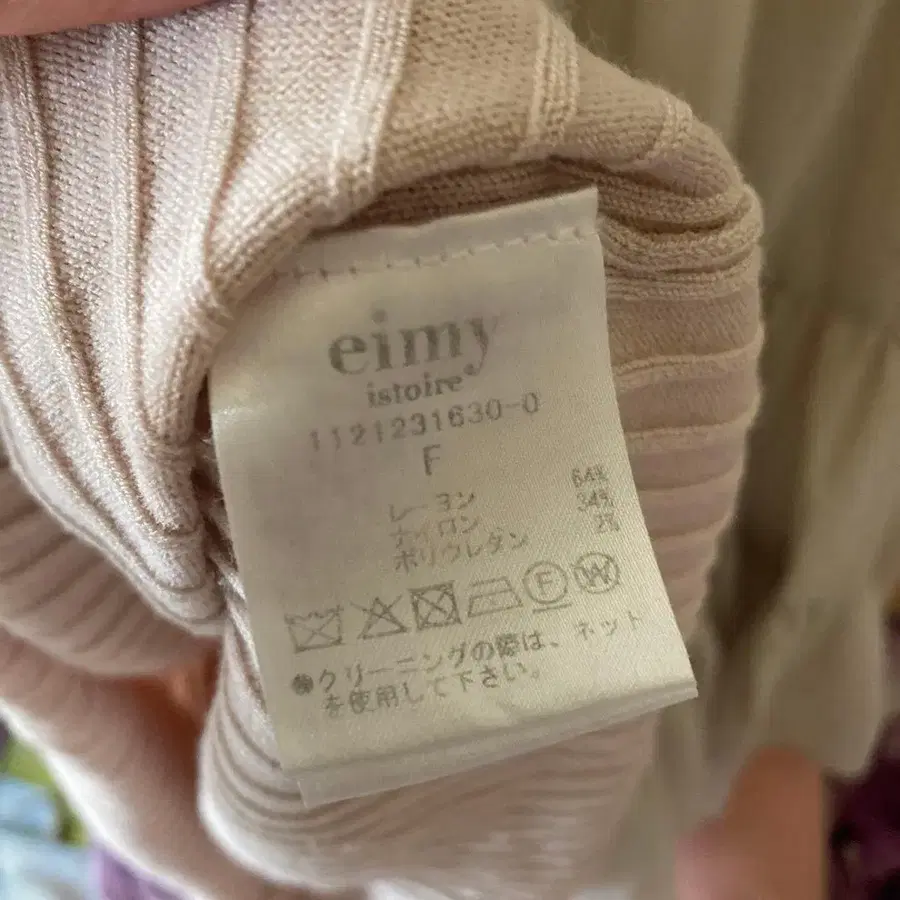 eimy
istoire
1121231630-0
F
レーヨン 64%
ナイロン 34%
ポリウレタン 2%
F W
●クリーニングの際は、ネット
を使用して下さい。